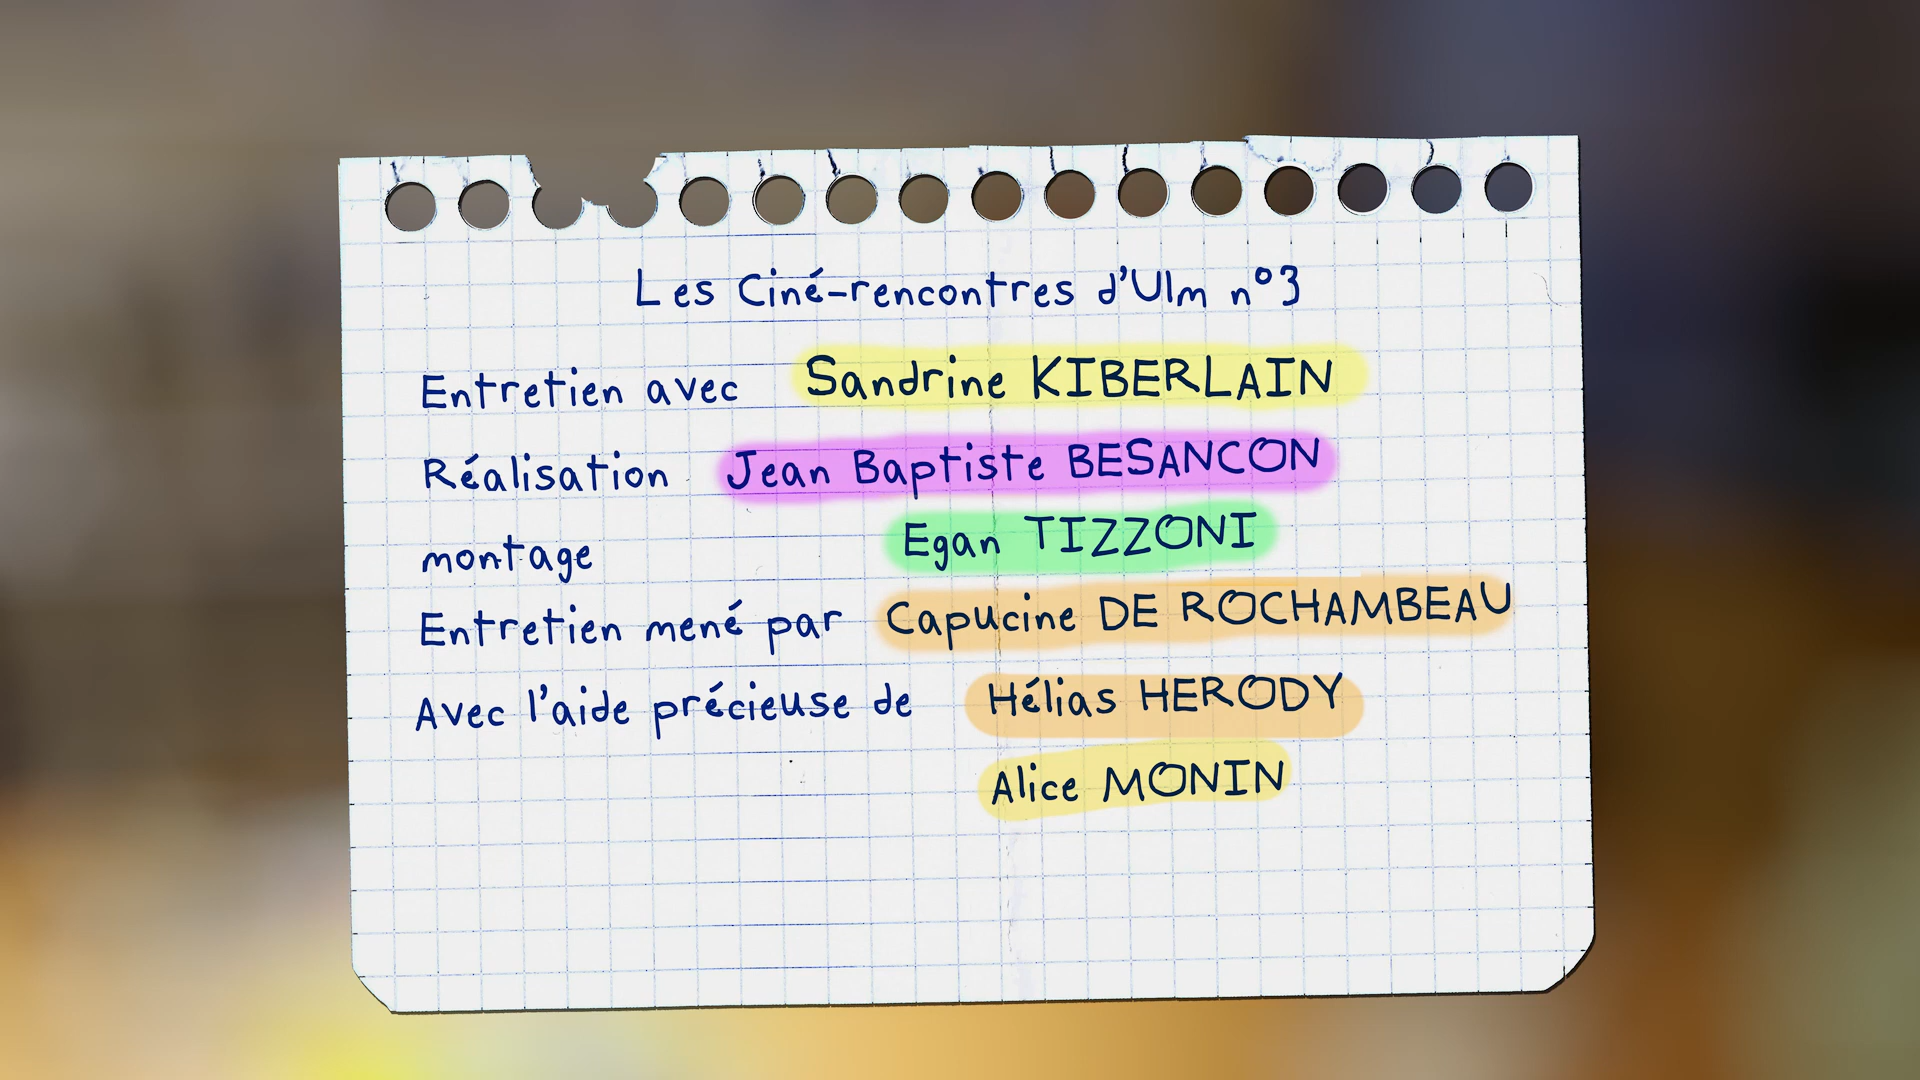 Les Ciné-rencontres d'Ulm n°3
Entretien avec Sandrine KIBERLAIN
Réalisation Jean Baptiste BESANCON
montage Egan TIZZONI
Entretien mené par Capucine DE ROCHAMBEAU
Avec l'aide précieuse de Hélias HERODY
Alice MONIN